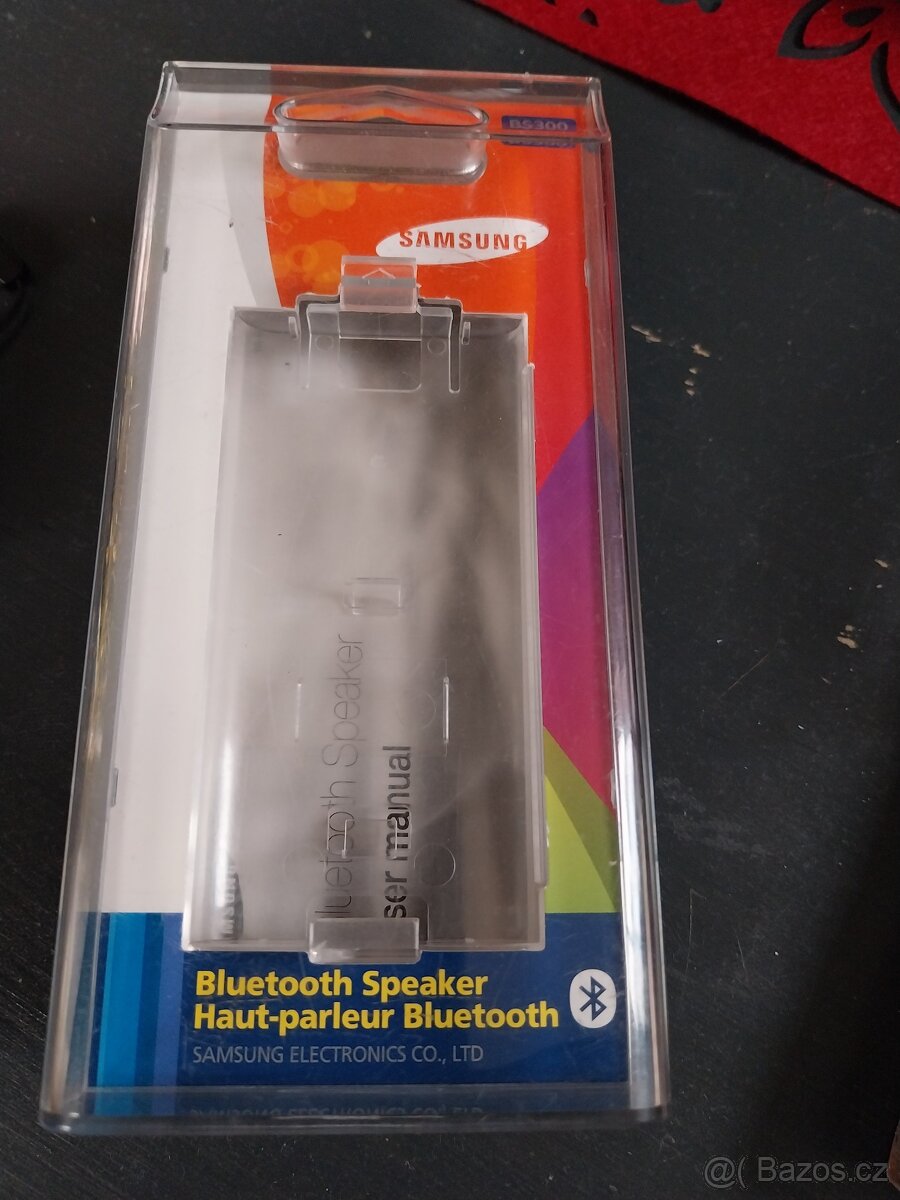 BS300
SAMSUNG
luetooth Speaker
ser manual
Bluetooth Speaker
Haut-parleur Bluetooth
SAMSUNG ELECTRONICS CO., LTD
@( Bazos.cz